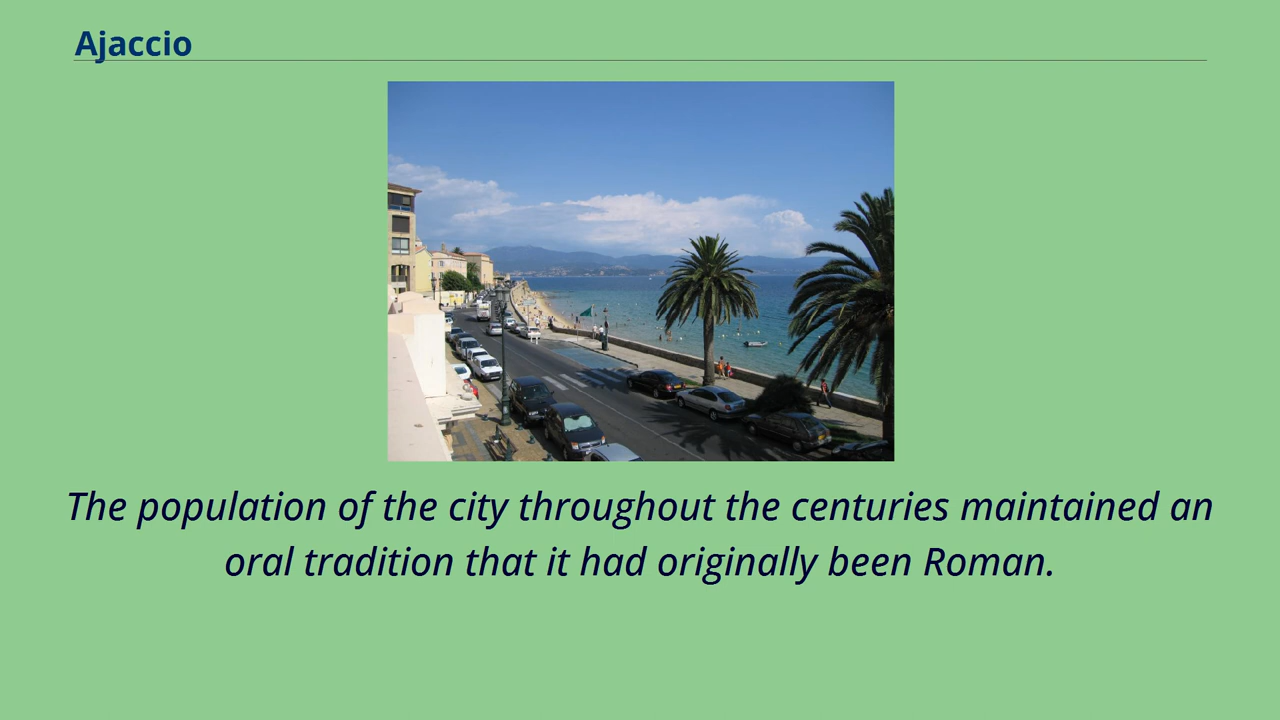 Ajaccio
The population of the city throughout the centuries maintained an
oral tradition that it had originally been Roman.